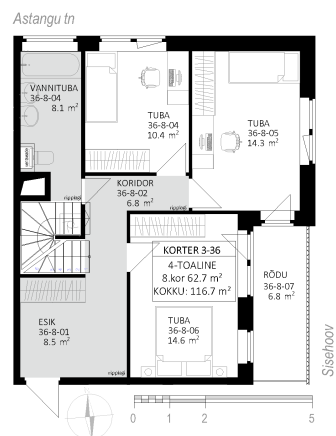 Astangu tn
VANNITUBA
36-8-04
8.1 m²
TUBA
36-8-04
10.4 m²
TUBA
36-8-05
14.3 m²
ripplagi
KORIDOR
36-8-02
6.8 m²
ripplagi
KORTER 3-36
4-TOALINE
8.kor 62.7 m²
KOKKU: 116.7 m²
RÕDU
36-8-07
6.8 m²
ESIK
36-8-01
8.5 m²
TUBA
36-8-06
14.6 m²
ripplagi
Sisehoov
0 1 2 5